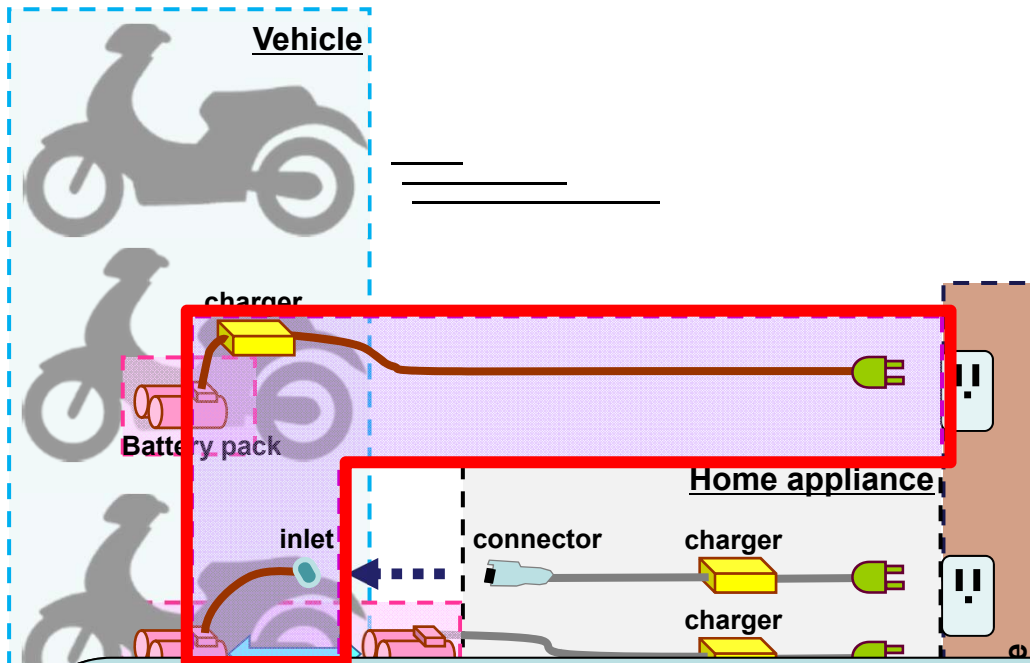 Vehicle
charger
Battery pack
Home appliance
inlet
connector
charger
charger